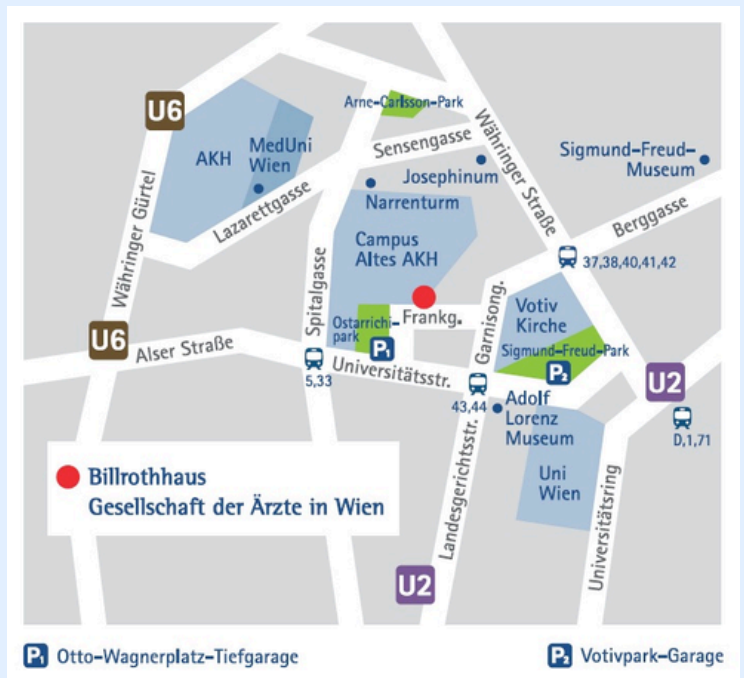 U6
Arne-Carlsson-Park
AKH
MedUni
Wien
Sensengasse
Währinger Straße
Sigmund-Freud-
Museum
Josephinum
Narrenturm
Lazarettgasse
Währinger Gürtel
Berggasse
Campus
Altes AKH
Spitalgasse
37,38,40,41,42
Garnisong.
Votiv
Kirche
Ostarrichi-
park
Frankg.
P1
U6
Alser Straße
Sigmund-Freud-Park
P2
5,33
Universitätsstr.
43,44
U2
D,1,71
Adolf
Lorenz
Museum
Landesgerichtsstr.
Uni
Wien
Universitätsring
Billrothhaus
Gesellschaft der Ärzte in Wien
U2
P1 Otto-Wagnerplatz-Tiefgarage
P2 Votivpark-Garage